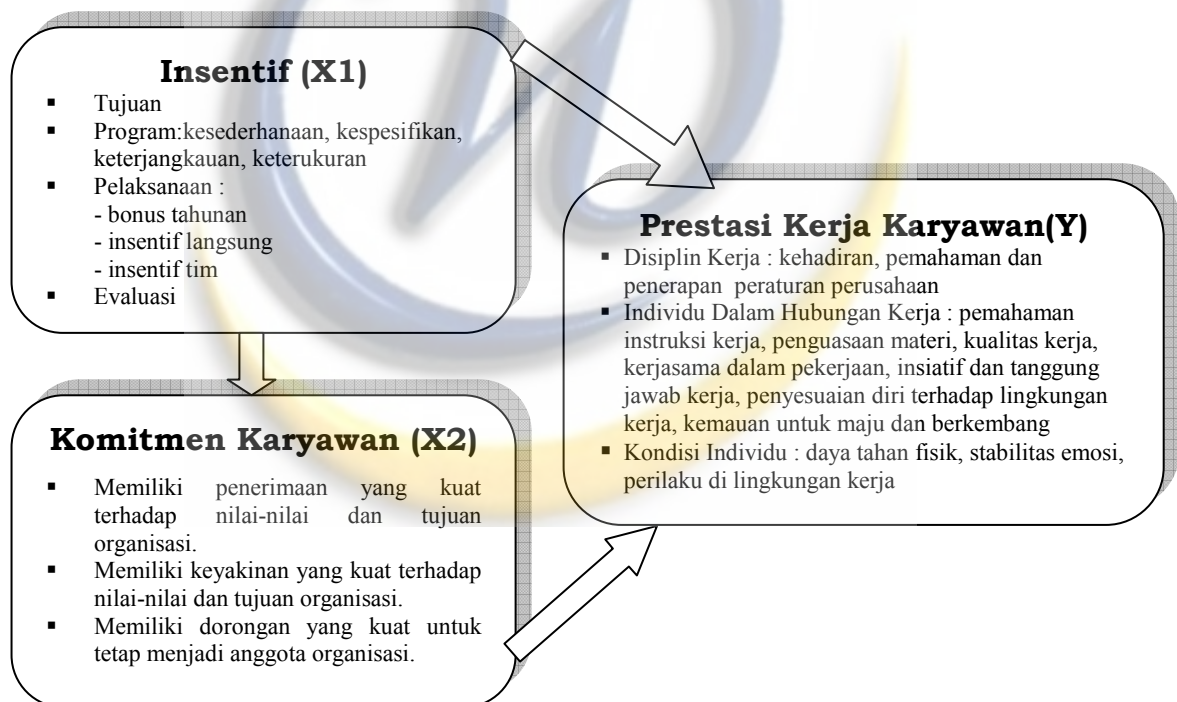 Insentif (X1)
▪ Tujuan
▪ Program:kesederhanaan, kespesifikan,
keterjangkauan, keterukuran
▪ Pelaksanaan :
- bonus tahunan
- insentif langsung
- insentif tim
▪ Evaluasi
Komitmen Karyawan (X2)
▪ Memiliki penerimaan yang kuat
terhadap nilai-nilai dan tujuan
organisasi.
▪ Memiliki keyakinan yang kuat terhadap
nilai-nilai dan tujuan organisasi.
▪ Memiliki dorongan yang kuat untuk
tetap menjadi anggota organisasi.
Prestasi Kerja Karyawan(Y)
▪ Disiplin Kerja : kehadiran, pemahaman dan
penerapan peraturan perusahaan
▪ Individu Dalam Hubungan Kerja : pemahaman
instruksi kerja, penguasaan materi, kualitas kerja,
kerjasama dalam pekerjaan, insiatif dan tanggung
jawab kerja, penyesuaian diri terhadap lingkungan
kerja, kemauan untuk maju dan berkembang
▪ Kondisi Individu : daya tahan fisik, stabilitas emosi,
perilaku di lingkungan kerja